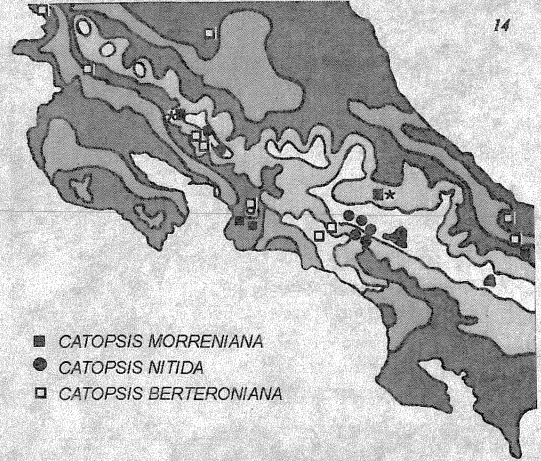 14
CATOPSIS MORRENIANA
CATOPSIS NITIDA
CATOPSIS BERTERONIANA